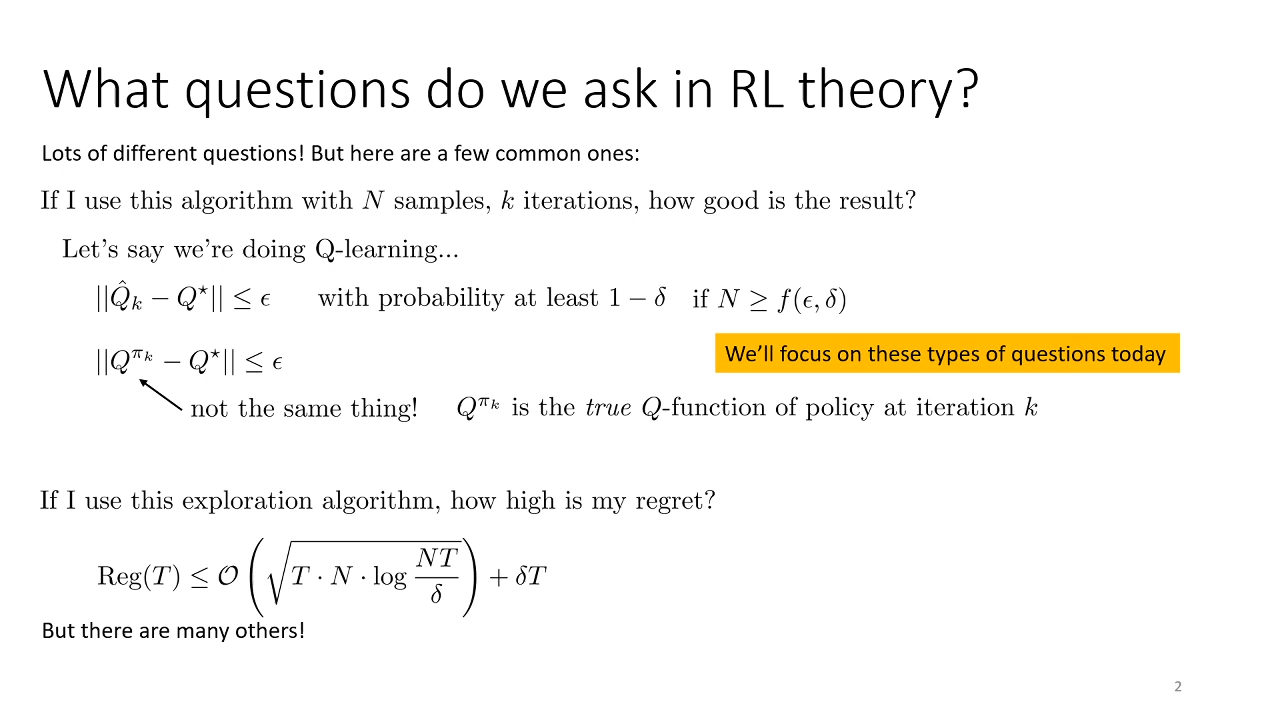 What questions do we ask in RL theory?
Lots of different questions! But here are a few common ones:
If I use this algorithm with N samples, k iterations, how good is the result?
Let's say we're doing Q-learning...
||Q̂_k − Q^⋆|| ≤ ϵ with probability at least 1 − δ if N ≥ f(ϵ, δ)
||Q^{π_k} − Q^⋆|| ≤ ϵ
We'll focus on these types of questions today
not the same thing! Q^{π_k} is the true Q-function of policy at iteration k
If I use this exploration algorithm, how high is my regret?
Reg(T) ≤ 𝒪(√(T · N · log (NT/δ))) + δT
But there are many others!
2